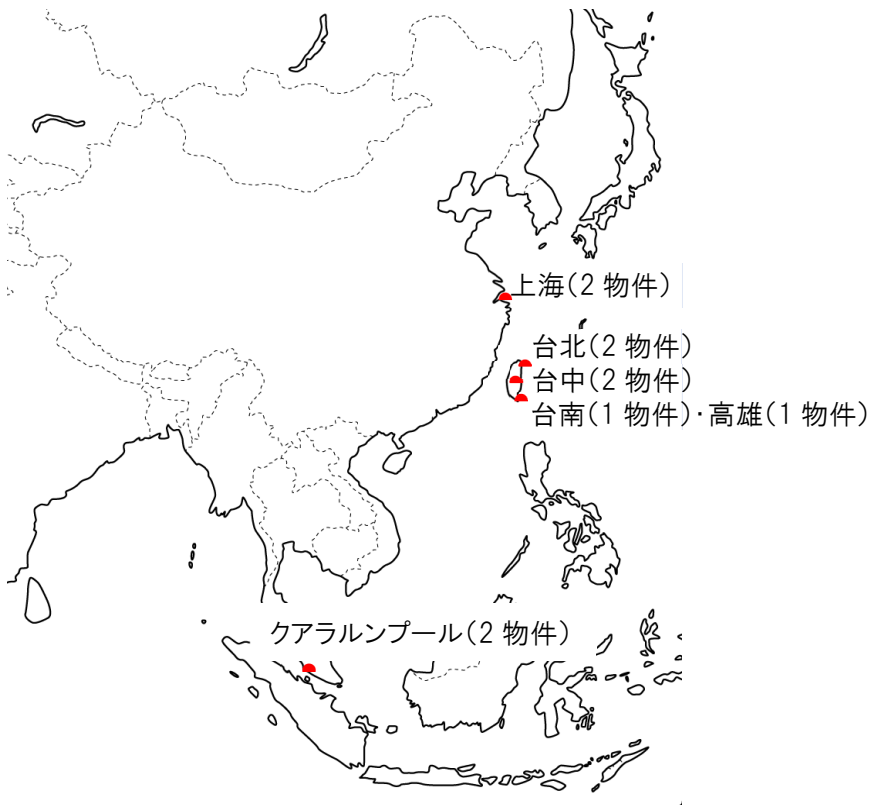 上海(2 物件)
台北(2 物件)
台中(2 物件)
台南(1 物件)・高雄(1 物件)
クアラルンプール(2 物件)